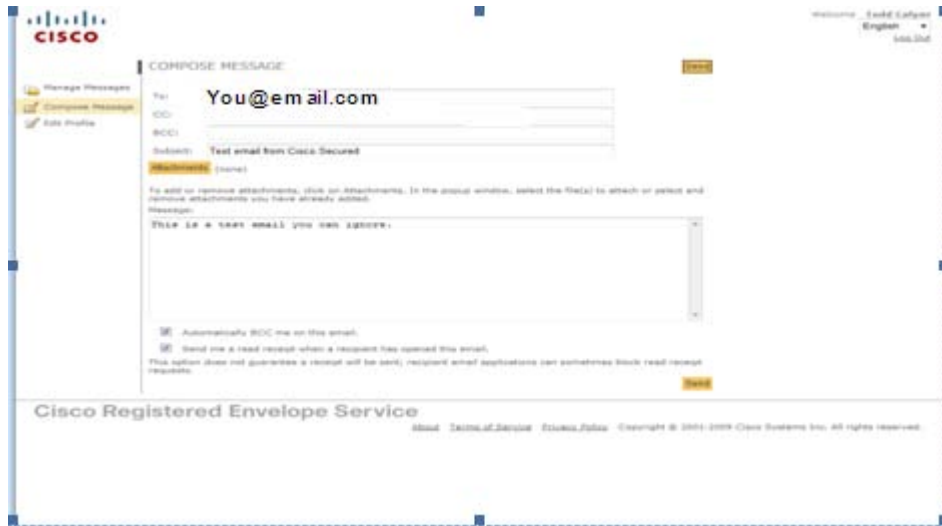 CISCO
Welcome Todd Cafyer
English
Log Out
COMPOSE MESSAGE
Send
Manage Messages
Compose Message
Edit Profile
To: You@email.com
CC:
BCC:
Subject: Test email from Cisco Secured
Attachments (none)
To add or remove attachments, click on Attachments. In the popup window, select the file(s) to attach or select and
remove attachments you have already added.
Message:
This is a test email you can ignore.
Automatically BCC me on this email.
Send me a read receipt when a recipient has opened this email.
This option does not guarantee a receipt will be sent; recipient email applications can sometimes block read receipt
requests.
Send
Cisco Registered Envelope Service
About Terms of Service Privacy Policy Copyright © 2001-2009 Cisco Systems Inc. All rights reserved.